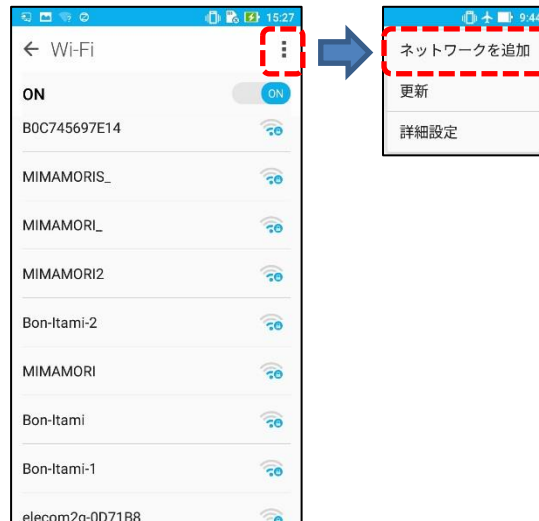 15:27
← Wi-Fi
ON
ON
B0C745697E14
MIMAMORIS_
MIMAMORI_
MIMAMORI2
Bon-Itami-2
MIMAMORI
Bon-Itami
Bon-Itami-1
elecom2g-0D71B8
9:44
ネットワークを追加
更新
詳細設定